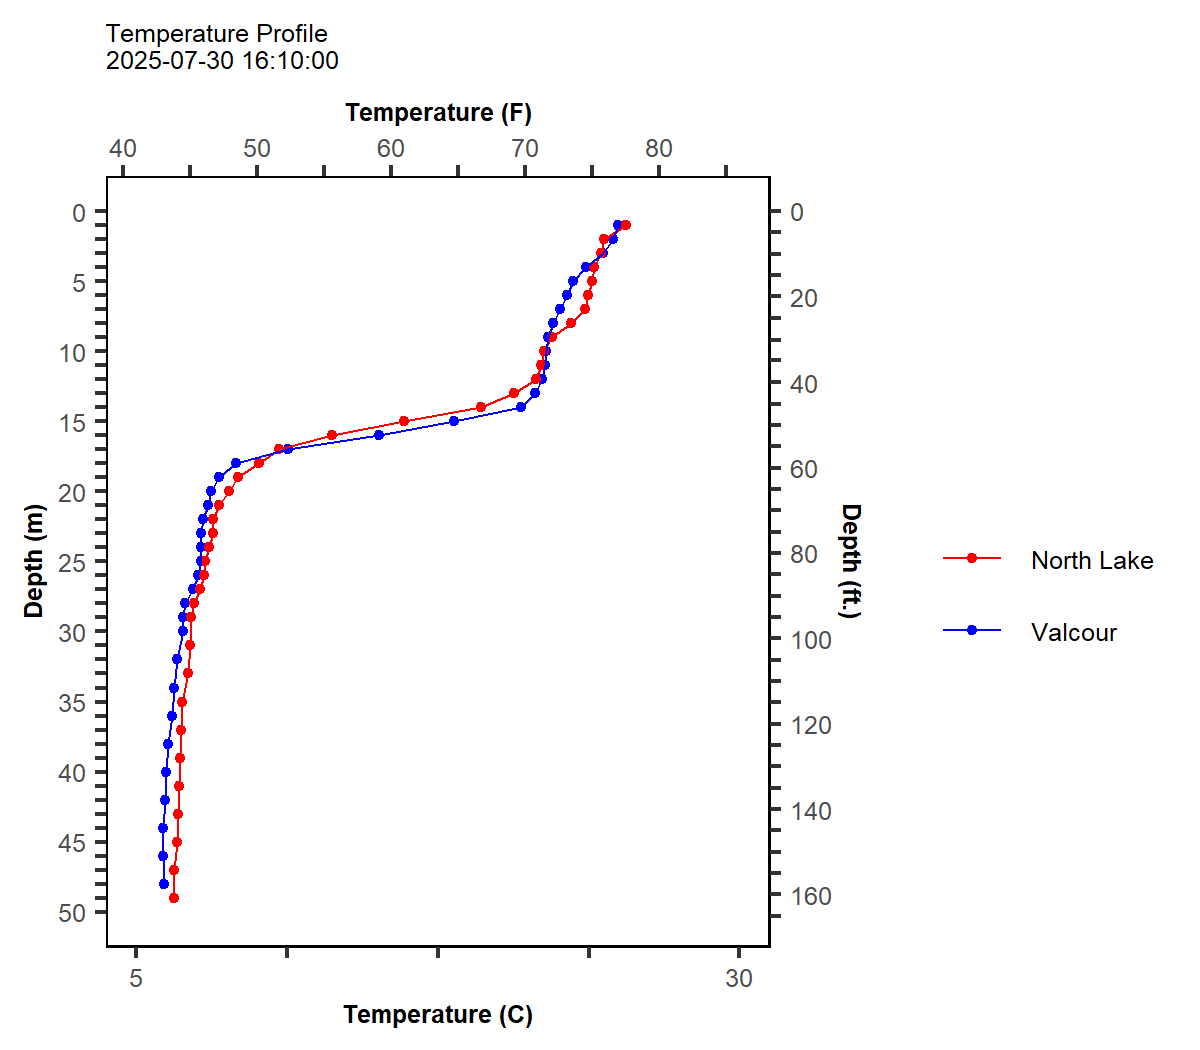 Temperature Profile
2025-07-30 16:10:00
Temperature (F)
40 50 60 70 80
0
5
10
15
20
25
30
35
40
45
50
Depth (m)
0
20
40
60
80
100
120
140
160
Depth (ft.)
North Lake
Valcour
5 30
Temperature (C)